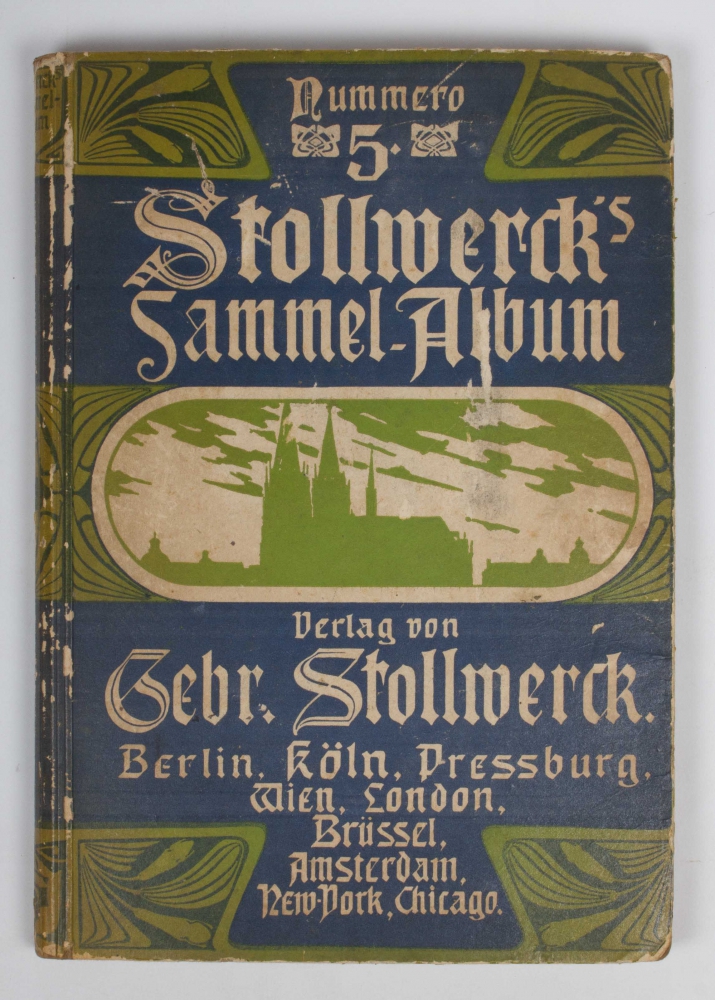 Nummero
5.
Stollwerck's
Sammel-Album
Verlag von
Gebr. Stollwerck.
Berlin, Köln, Pressburg,
Wien, London,
Brüssel,
Amsterdam,
New-York, Chicago.